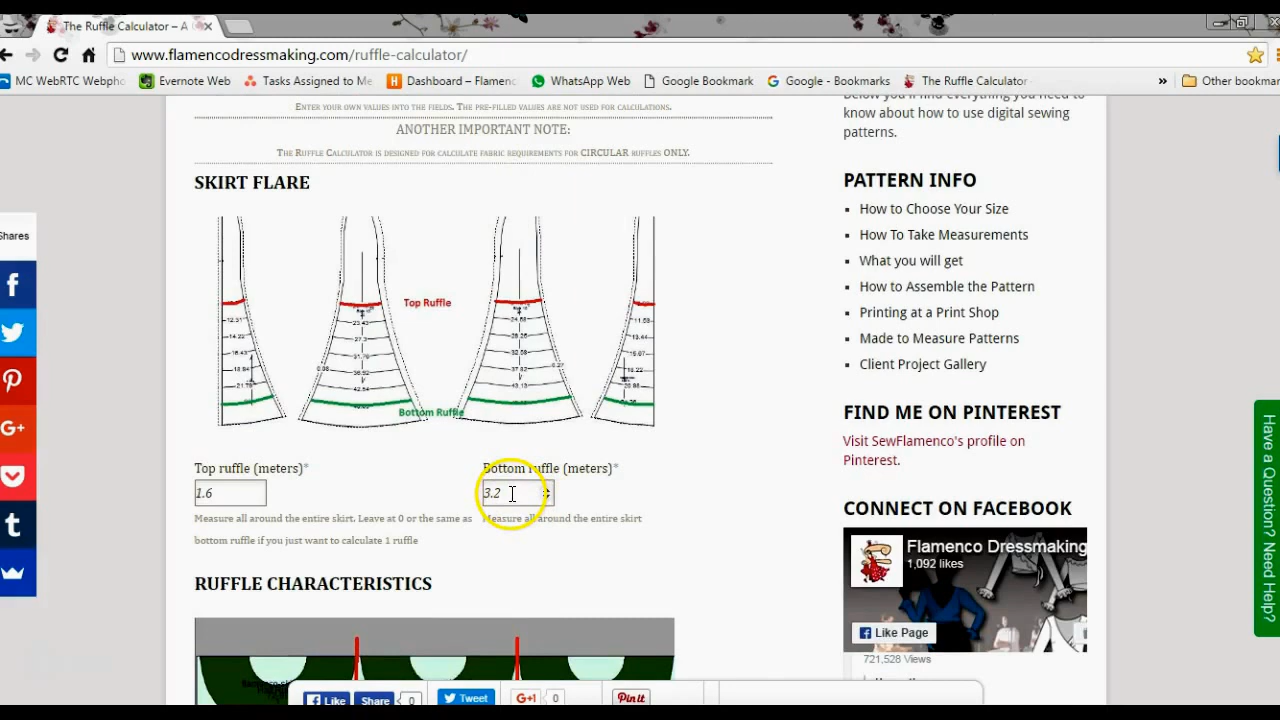 The Ruffle Calculator – A
www.flamencodressmaking.com/ruffle-calculator/
MC WebRTC Webpho
Evernote Web
Tasks Assigned to Me
Dashboard – Flamenc
WhatsApp Web
Google Bookmark
Google - Bookmarks
The Ruffle Calculator
»
Other Bookmar
ENTER YOUR OWN VALUES INTO THE FIELDS. THE PRE-FILLED VALUES ARE NOT USED FOR CALCULATIONS.
ANOTHER IMPORTANT NOTE:
THE RUFFLE CALCULATOR IS DESIGNED FOR CALCULATE FABRIC REQUIREMENTS FOR CIRCULAR RUFFLES ONLY.
SKIRT FLARE
Top Ruffle
Bottom Ruffle
Top ruffle (meters)*
1.6
Measure all around the entire skirt. Leave at 0 or the same as
bottom ruffle if you just want to calculate 1 ruffle
Bottom ruffle (meters)*
3.2
Measure all around the entire skirt
RUFFLE CHARACTERISTICS
Below you'll find everything you need to
know about how to use digital sewing
patterns.
PATTERN INFO
How to Choose Your Size
How To Take Measurements
What you will get
How to Assemble the Pattern
Printing at a Print Shop
Made to Measure Patterns
Client Project Gallery
FIND ME ON PINTEREST
Visit SewFlamenco's profile on
Pinterest.
CONNECT ON FACEBOOK
Flamenco Dressmaking
1,092 likes
Like Page
721,528 Views
Shares
Have a Question? Need Help?
Like
Share
0
Tweet
G+1
0
Pin it